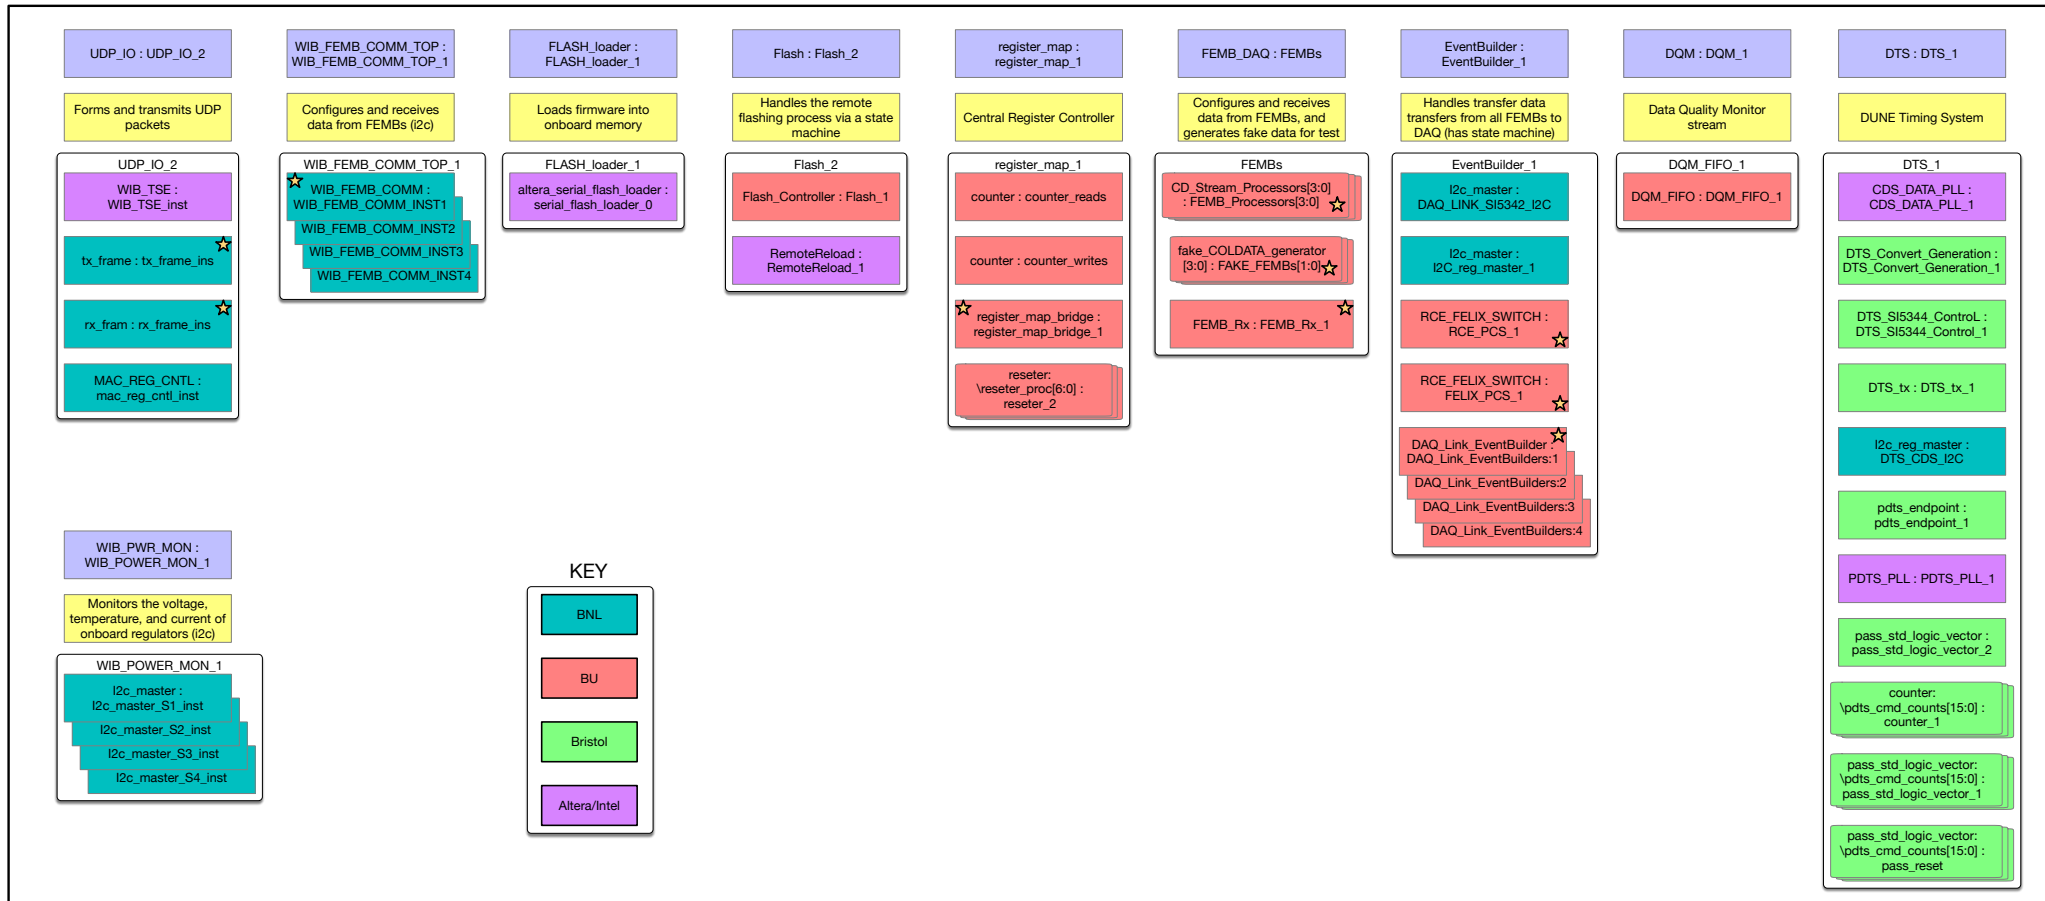 UDP_IO : UDP_IO_2
Forms and transmits UDP
packets
UDP_IO_2
WIB_TSE :
WIB_TSE_inst
tx_frame : tx_frame_ins
rx_fram : rx_frame_ins
MAC_REG_CNTL :
mac_reg_cntl_inst
WIB_FEMB_COMM_TOP :
WIB_FEMB_COMM_TOP_1
Configures and receives
data from FEMBs (i2c)
WIB_FEMB_COMM_TOP_1
WIB_FEMB_COMM :
WIB_FEMB_COMM_INST1
WIB_FEMB_COMM_INST2
WIB_FEMB_COMM_INST3
WIB_FEMB_COMM_INST4
FLASH_loader :
FLASH_loader_1
Loads firmware into
onboard memory
FLASH_loader_1
altera_serial_flash_loader :
serial_flash_loader_0
Flash : Flash_2
Handles the remote
flashing process via a state
machine
Flash_2
Flash_Controller : Flash_1
RemoteReload :
RemoteReload_1
register_map :
register_map_1
Central Register Controller
register_map_1
counter : counter_reads
counter : counter_writes
register_map_bridge :
register_map_bridge_1
reseter:
\reseter_proc[6:0] :
reseter_2
FEMB_DAQ : FEMBs
Configures and receives
data from FEMBs, and
generates fake data for test
FEMBs
CD_Stream_Processors[3:0]
: FEMB_Processors[3:0]
fake_COLDATA_generator
[3:0] : FAKE_FEMBs[1:0]
FEMB_Rx : FEMB_Rx_1
EventBuilder :
EventBuilder_1
Handles transfer data
transfers from all FEMBs to
DAQ (has state machine)
EventBuilder_1
I2c_master :
DAQ_LINK_SI5342_I2C
I2c_master :
I2C_reg_master_1
RCE_FELIX_SWITCH :
RCE_PCS_1
RCE_FELIX_SWITCH :
FELIX_PCS_1
DAQ_Link_EventBuilder :
DAQ_Link_EventBuilders:1
DAQ_Link_EventBuilders:2
DAQ_Link_EventBuilders:3
DAQ_Link_EventBuilders:4
DQM : DQM_1
Data Quality Monitor
stream
DQM_FIFO_1
DQM_FIFO : DQM_FIFO_1
DTS : DTS_1
DUNE Timing System
DTS_1
CDS_DATA_PLL :
CDS_DATA_PLL_1
DTS_Convert_Generation :
DTS_Convert_Generation_1
DTS_SI5344_ControL :
DTS_SI5344_Control_1
DTS_tx : DTS_tx_1
I2c_reg_master :
DTS_CDS_I2C
pdts_endpoint :
pdts_endpoint_1
PDTS_PLL : PDTS_PLL_1
pass_std_logic_vector :
pass_std_logic_vector_2
counter:
\pdts_cmd_counts[15:0] :
counter_1
pass_std_logic_vector:
\pdts_cmd_counts[15:0] :
pass_std_logic_vector_1
pass_std_logic_vector:
\pdts_cmd_counts[15:0] :
pass_reset
WIB_PWR_MON :
WIB_POWER_MON_1
Monitors the voltage,
temperature, and current of
onboard regulators (i2c)
WIB_POWER_MON_1
I2c_master :
I2c_master_S1_inst
I2c_master_S2_inst
I2c_master_S3_inst
I2c_master_S4_inst
KEY
BNL
BU
Bristol
Altera/Intel